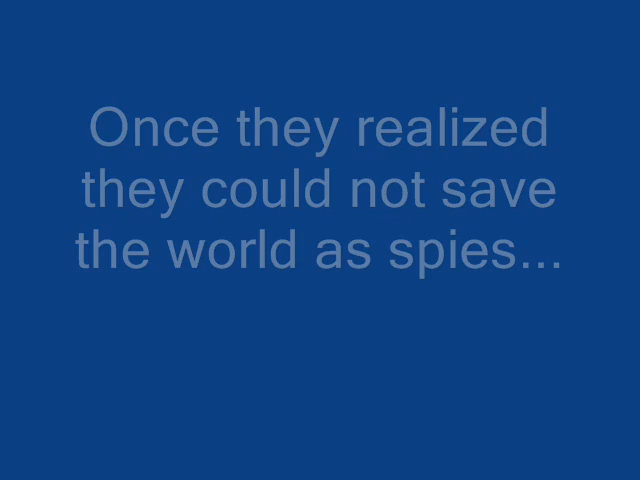 Once they realized
they could not save
the world as spies...